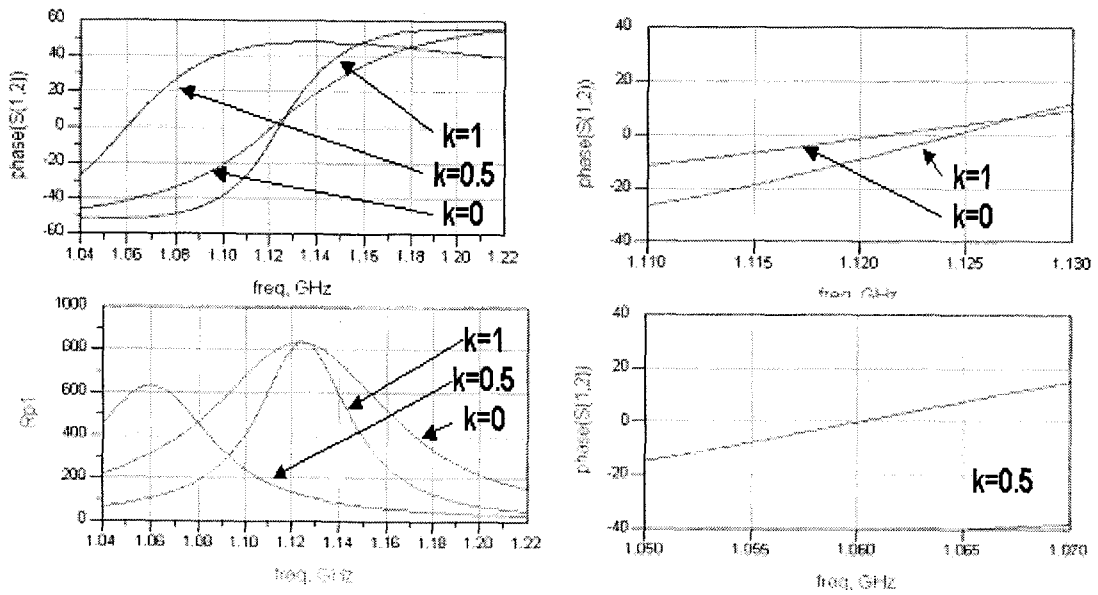 60
40
20
0
-20
-40
-60
phase(S(1,2))
k=1
k=0.5
k=0
1.04 1.06 1.08 1.10 1.12 1.14 1.16 1.18 1.20 1.22
freq, GHz
40
20
0
-20
-40
phase(S(1,2))
k=1
k=0
1.110 1.115 1.120 1.125 1.130
freq, GHz
1000
800
600
400
200
0
Rp1
k=1
k=0.5
k=0
1.04 1.06 1.08 1.10 1.12 1.14 1.16 1.18 1.20 1.22
freq, GHz
40
20
0
-20
-40
phase(S(1,2))
k=0.5
1.050 1.055 1.060 1.065 1.070
freq, GHz